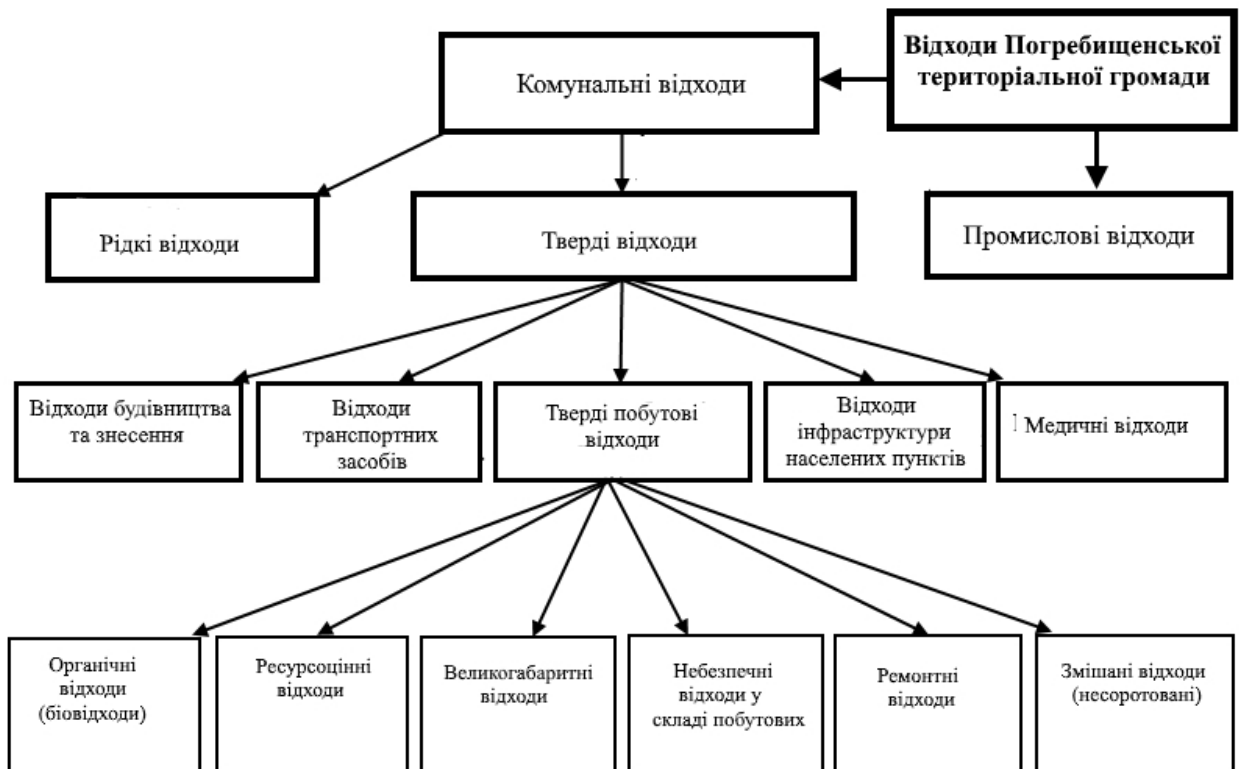 Відходи Погребищенської
територіальної громади
Комунальні відходи
Рідкі відходи
Тверді відходи
Промислові відходи
Відходи будівництва
та знесення
Відходи
транспортних
засобів
Тверді побутові
відходи
Відходи
інфраструктури
населених пунктів
Медичні відходи
Органічні
відходи
(біовідходи)
Ресурсоцінні
відходи
Великогабаритні
відходи
Небезпечні
відходи у
складі побутових
Ремонтні
відходи
Змішані відходи
(несоротовані)